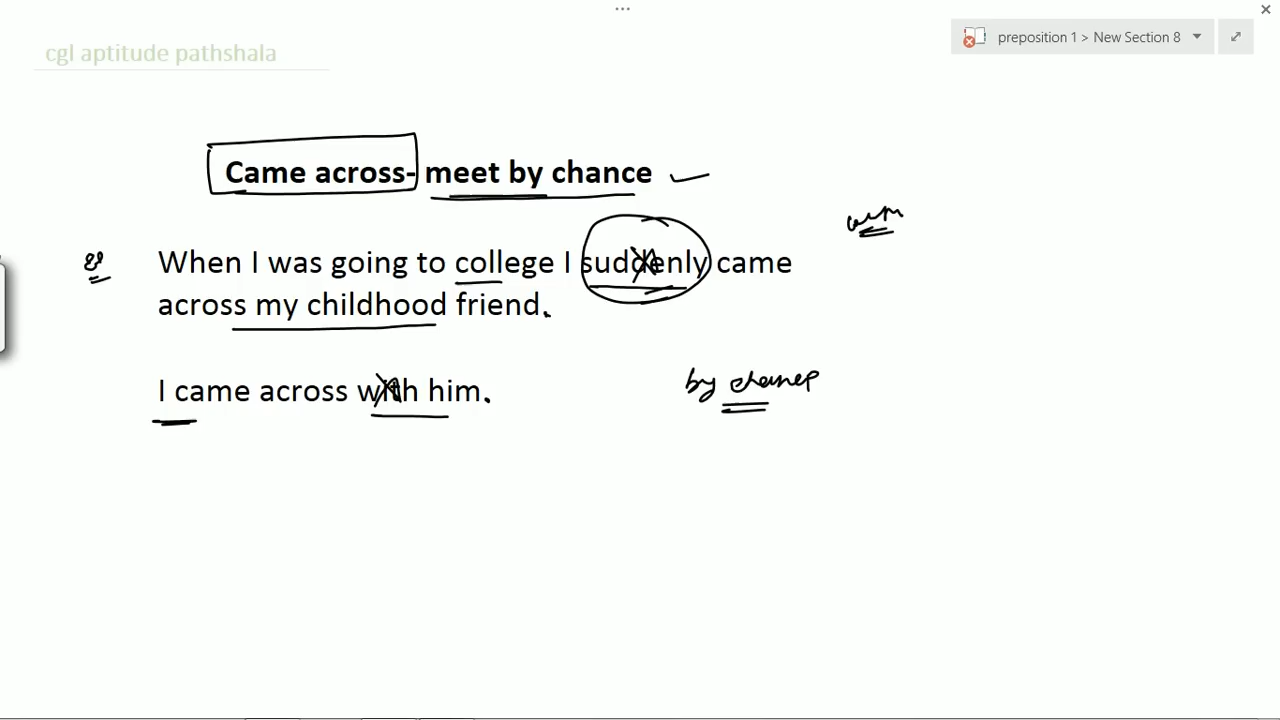 cgl aptitude pathshala
preposition 1 > New Section 8
Came across- meet by chance
When I was going to college I suddenly came
across my childhood friend.
I came across with him.
by chance